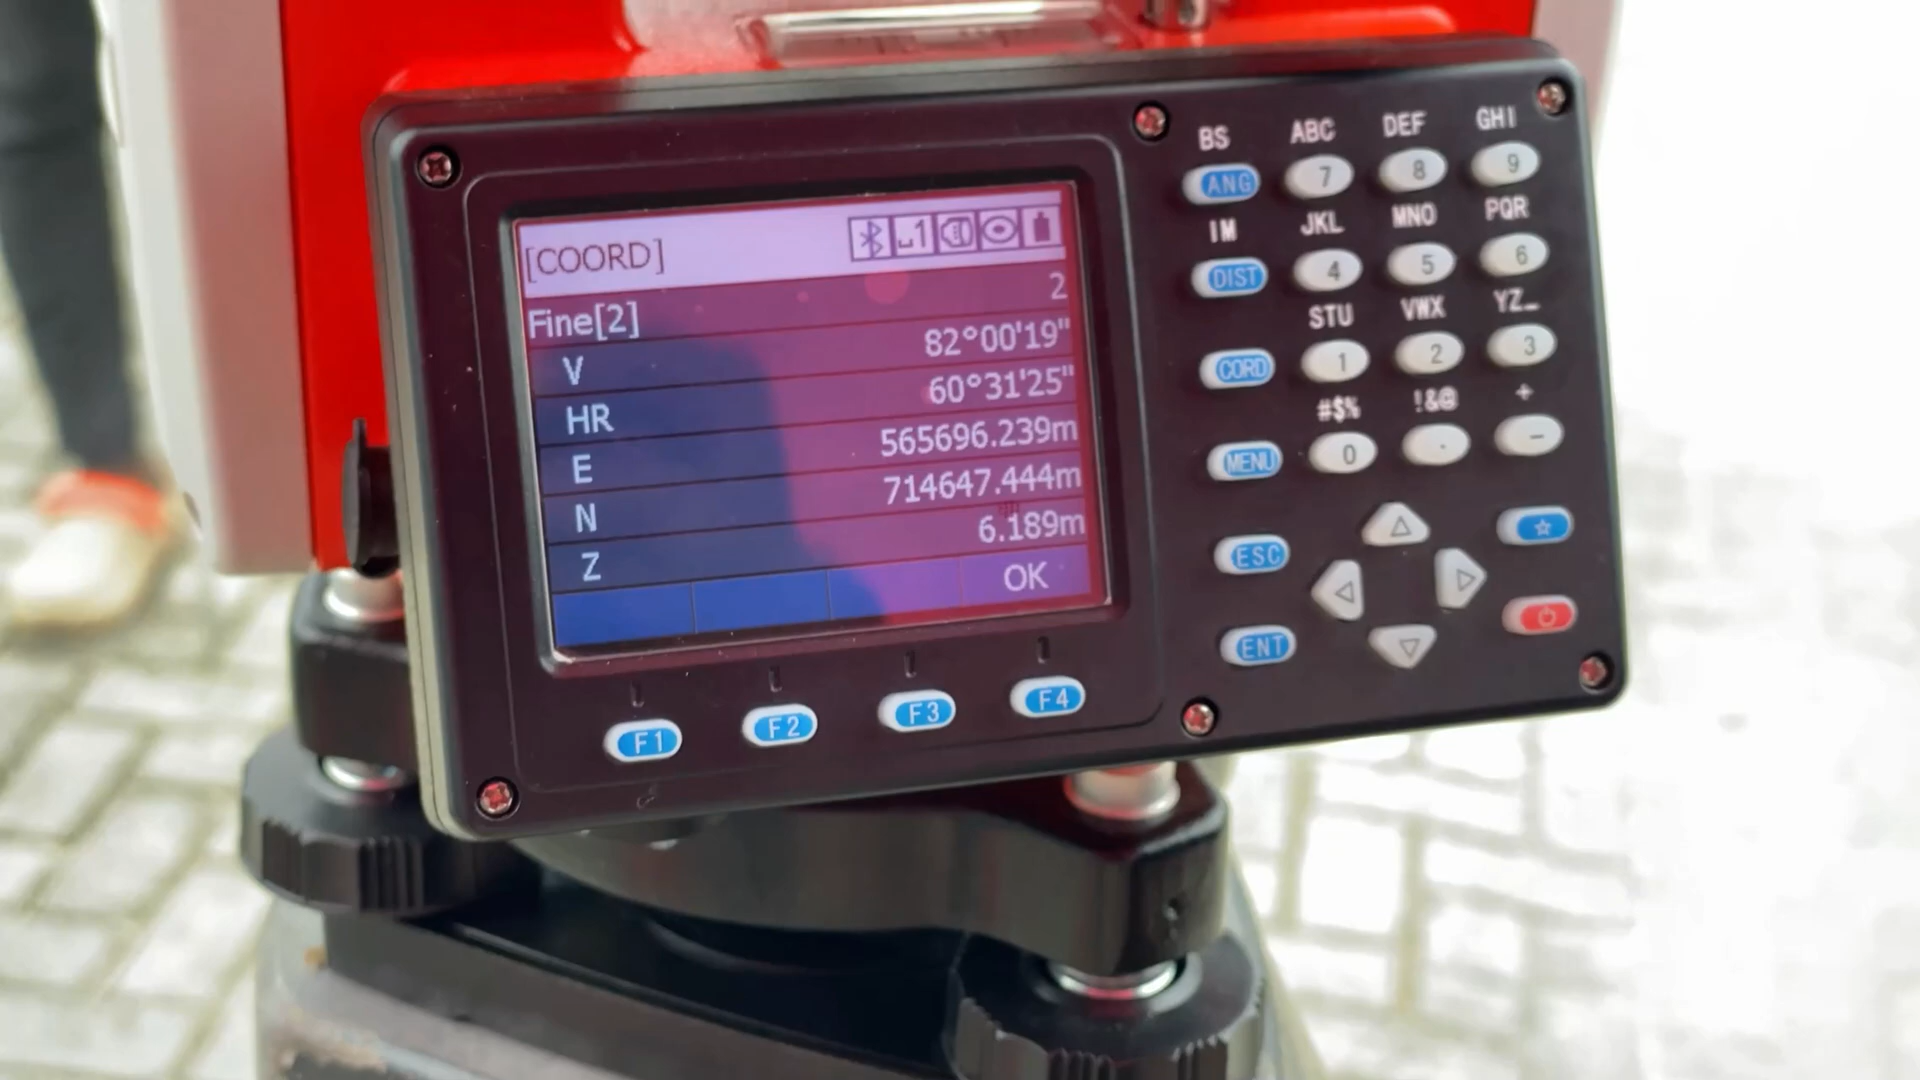 [COORD]
Fine[2] 2
V 82°00'19"
HR 60°31'25"
E 565696.239m
N 714647.444m
Z 6.189m
OK
F1 F2 F3 F4
BS ABC DEF GHI
ANG 7 8 9
IM JKL MNO PQR
DIST 4 5 6
STU VWX YZ_
CORD 1 2 3
#$% !&@ +
MENU 0 . -
ESC
ENT